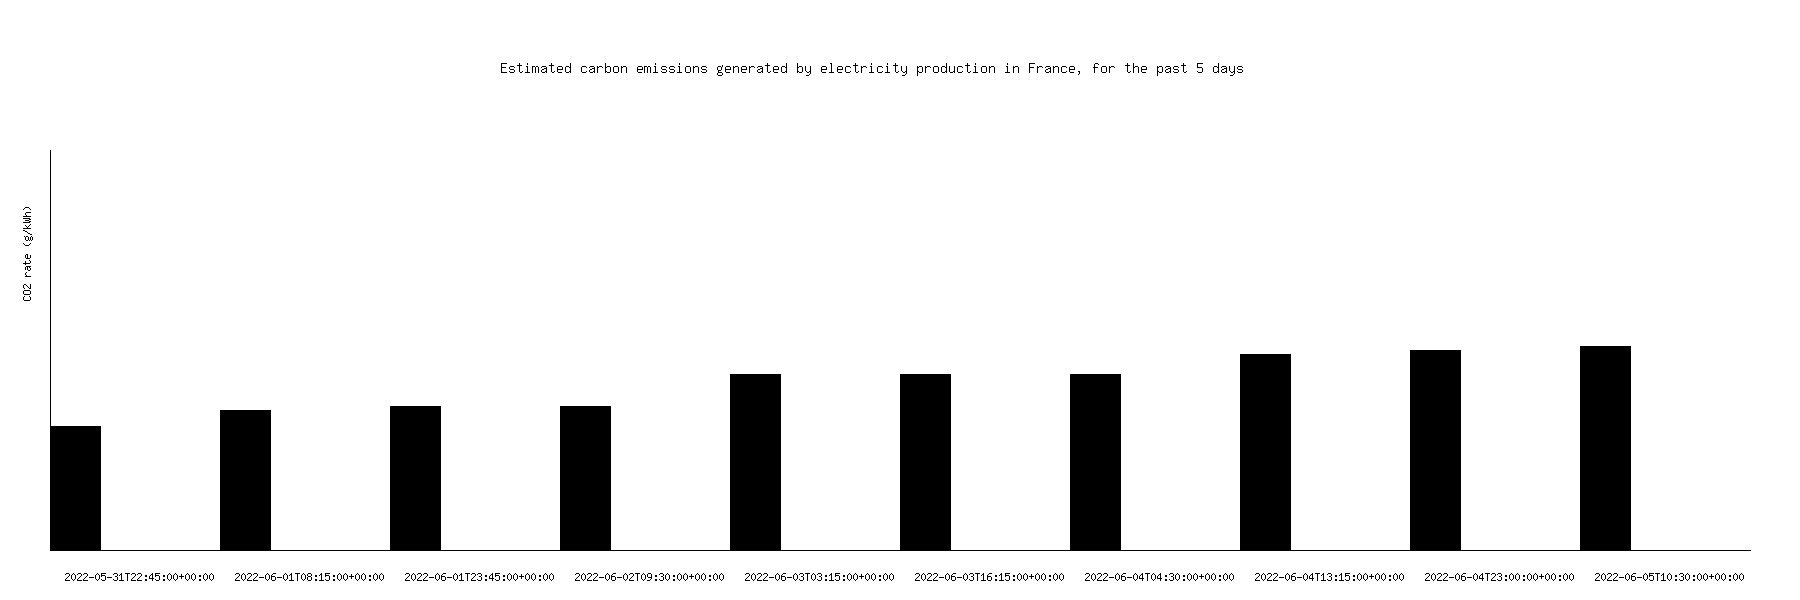 Estimated carbon emissions generated by electricity production in France, for the past 5 days
CO2 rate (g/kWh)
2022-05-31T22:45:00+00:00
2022-06-01T08:15:00+00:00
2022-06-01T23:45:00+00:00
2022-06-02T09:30:00+00:00
2022-06-03T03:15:00+00:00
2022-06-03T16:15:00+00:00
2022-06-04T04:30:00+00:00
2022-06-04T13:15:00+00:00
2022-06-04T23:00:00+00:00
2022-06-05T10:30:00+00:00